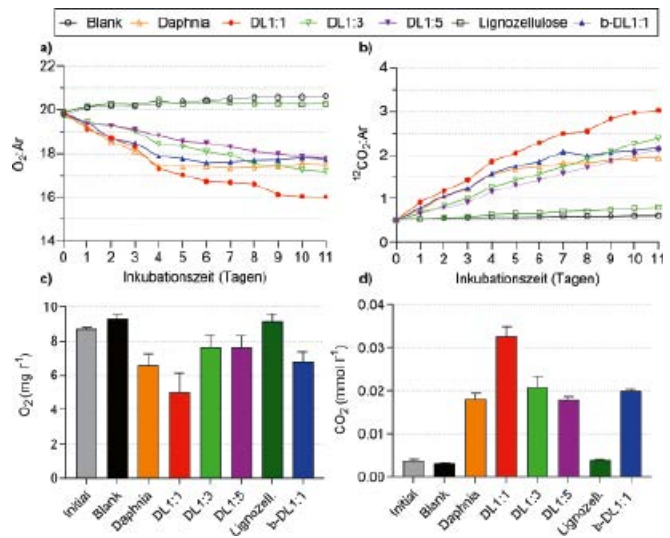 Blank Daphnia DL1:1 DL1:3 DL1:5 Lignozellulose b-DL1:1
a)
22
20
18
16
14
O₂:Ar
0 1 2 3 4 5 6 7 8 9 10 11
Inkubationszeit (Tagen)
b)
4
3
2
1
0
¹²CO₂:Ar
0 1 2 3 4 5 6 7 8 9 10 11
Inkubationszeit (Tagen)
c)
10
8
6
4
2
0
O₂ (mg l⁻¹)
Initial Blank Daphnia DL1:1 DL1:3 DL1:5 Lignozell. b-DL1:1
d)
0.04
0.03
0.02
0.01
0.00
CO₂ (mmol l⁻¹)
Initial Blank Daphnia DL1:1 DL1:3 DL1:5 Lignozell. b-DL1:1